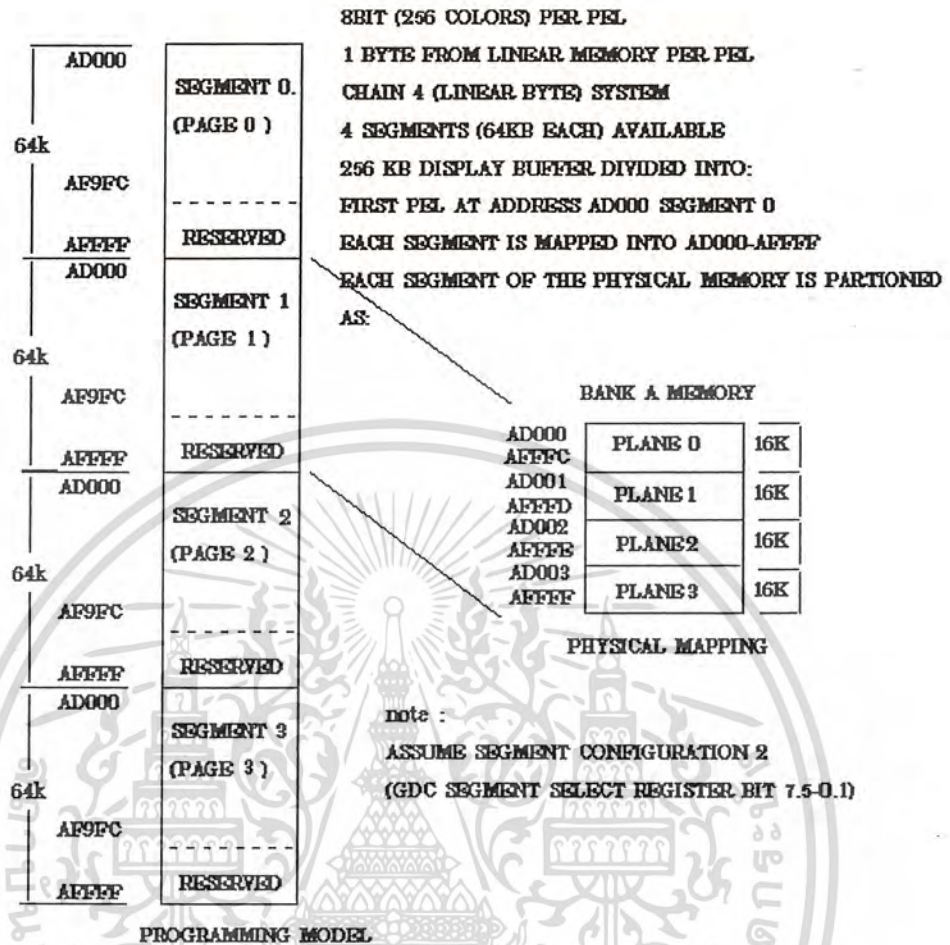 8BIT (256 COLORS) PER PEL
1 BYTE FROM LINEAR MEMORY PER PEL
CHAIN 4 (LINEAR BYTE) SYSTEM
4 SEGMENTS (64KB EACH) AVAILABLE
256 KB DISPLAY BUFFER DIVIDED INTO:
FIRST PEL AT ADDRESS AD000 SEGMENT 0
EACH SEGMENT IS MAPPED INTO AD000-AFFFF
EACH SEGMENT OF THE PHYSICAL MEMORY IS PARTIONED
AS:
AD000
SEGMENT 0.
(PAGE 0 )
64k
AF9FC
AFFFF
RESERVED
AD000
SEGMENT 1
(PAGE 1 )
64k
AF9FC
AFFFF
RESERVED
AD000
SEGMENT 2
(PAGE 2 )
64k
AF9FC
AFFFF
RESERVED
AD000
SEGMENT 3
(PAGE 3 )
64k
AF9FC
AFFFF
RESERVED
PROGRAMMING MODEL
BANK A MEMORY
AD000
AFFFC
PLANE 0
16K
AD001
AFFFD
PLANE 1
16K
AD002
AFFFE
PLANE 2
16K
AD003
AFFFF
PLANE 3
16K
PHYSICAL MAPPING
note :
ASSUME SEGMENT CONFIGURATION 2
(GDC SEGMENT SELECT REGISTER BIT 7.5-0.1)